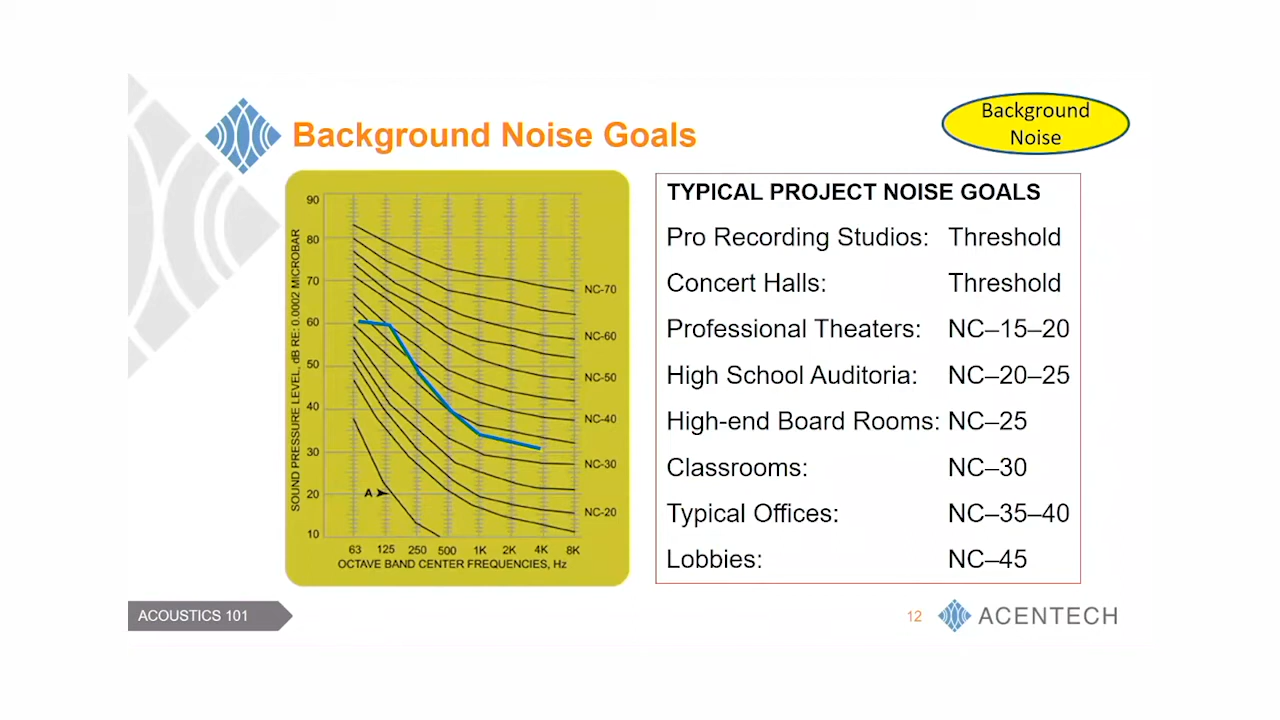 Background Noise Goals
Background
Noise
90
80
70
60
50
40
30
20
10
SOUND PRESSURE LEVEL, dB RE: 0.0002 MICROBAR
NC-70
NC-60
NC-50
NC-40
NC-30
NC-20
A
63 125 250 500 1K 2K 4K 8K
OCTAVE BAND CENTER FREQUENCIES, Hz
TYPICAL PROJECT NOISE GOALS
Pro Recording Studios: Threshold
Concert Halls: Threshold
Professional Theaters: NC–15–20
High School Auditoria: NC–20–25
High-end Board Rooms: NC–25
Classrooms: NC–30
Typical Offices: NC–35–40
Lobbies: NC–45
ACOUSTICS 101
12
ACENTECH